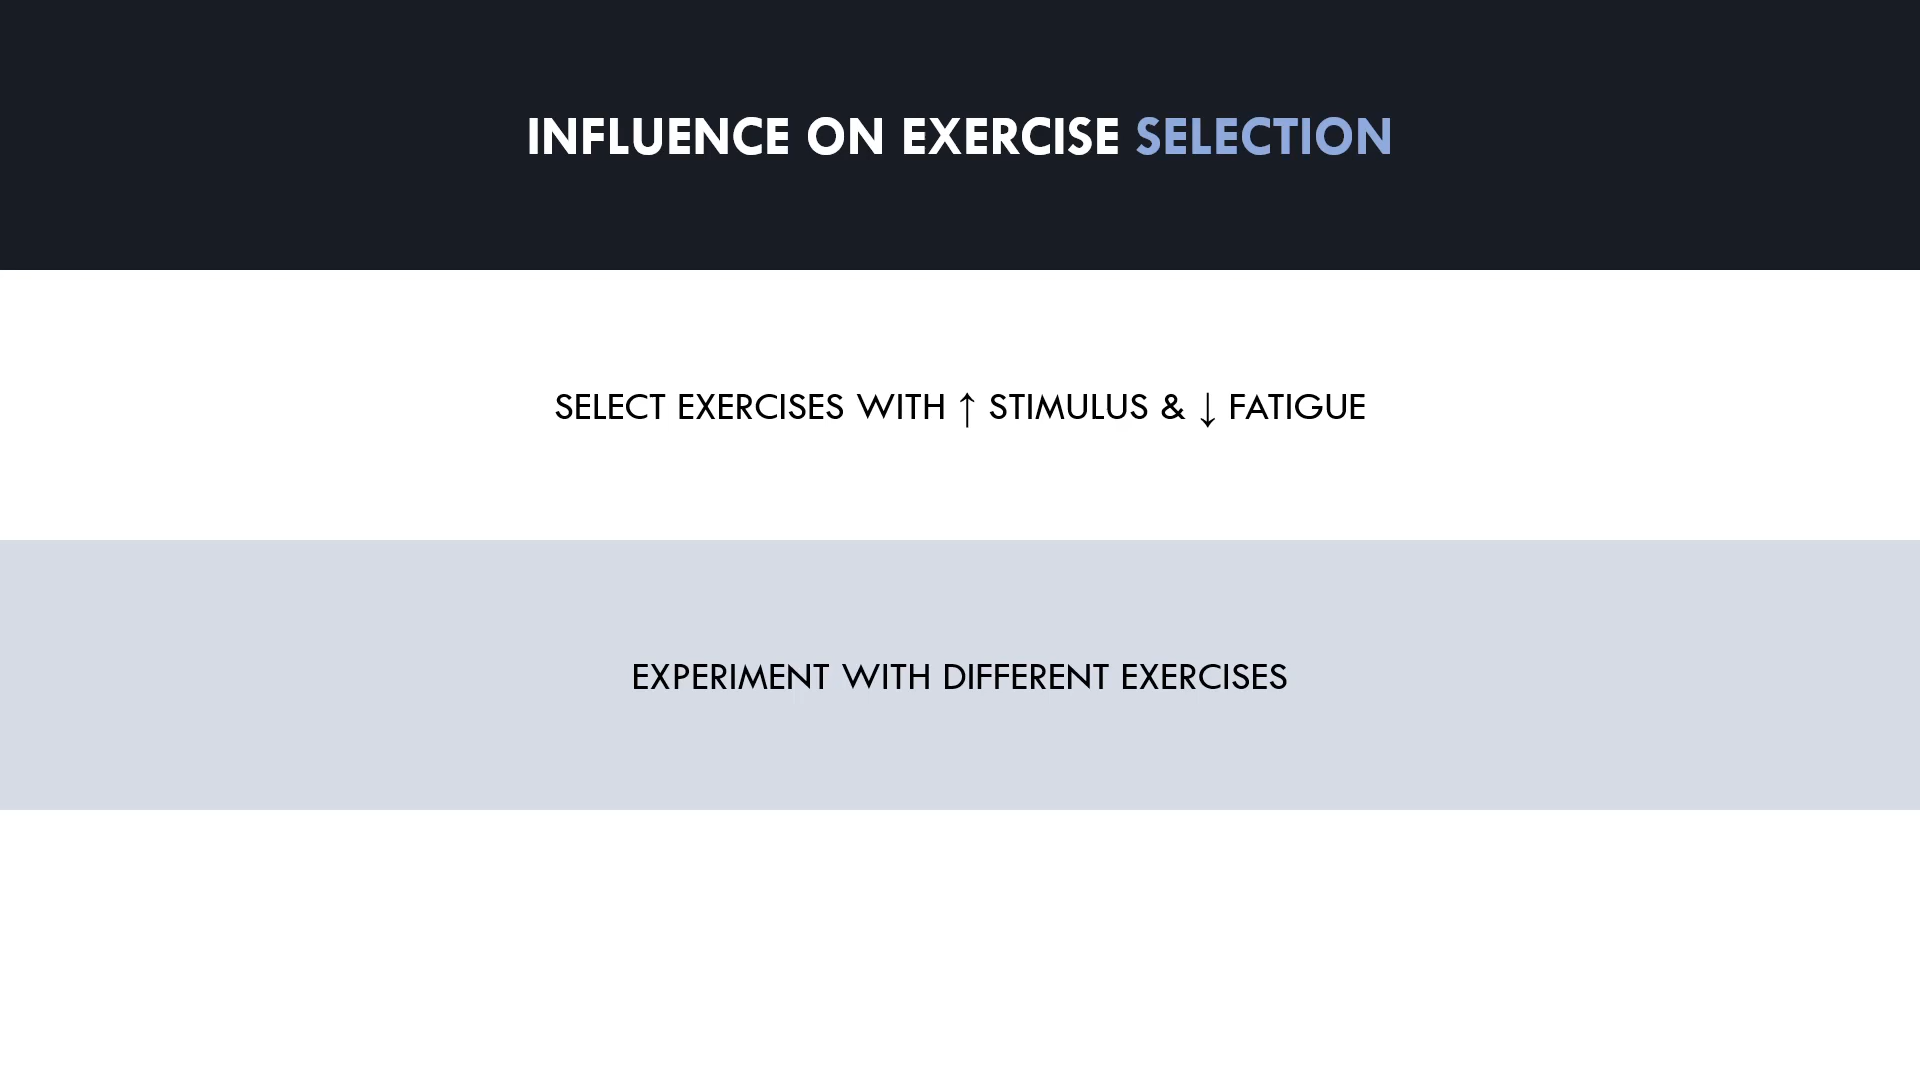 INFLUENCE ON EXERCISE SELECTION
SELECT EXERCISES WITH ↑ STIMULUS & ↓ FATIGUE
EXPERIMENT WITH DIFFERENT EXERCISES